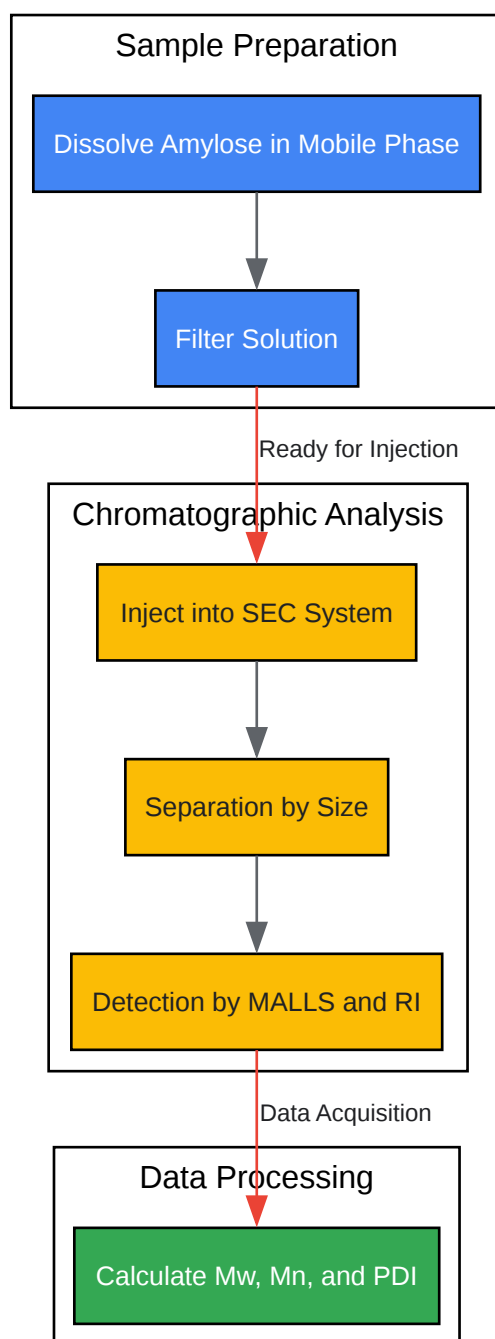 Sample Preparation
Dissolve Amylose in Mobile Phase
Filter Solution
Ready for Injection
Chromatographic Analysis
Inject into SEC System
Separation by Size
Detection by MALLS and RI
Data Acquisition
Data Processing
Calculate Mw, Mn, and PDI